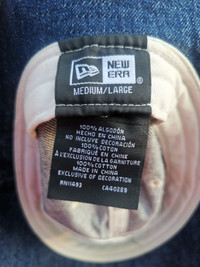 NEW
ERA
®
MEDIUM/LARGE
100% ALGODÓN
HECHO EN CHINA
NO INCLUYE DECORACIÓN
100% COTON
FABRIQUÉ EN CHINE
À L'EXCLUSION DE LA GARNITURE
100% COTTON
MADE IN CHINA
EXCLUSIVE OF DECORATION
RN11493 CA40289